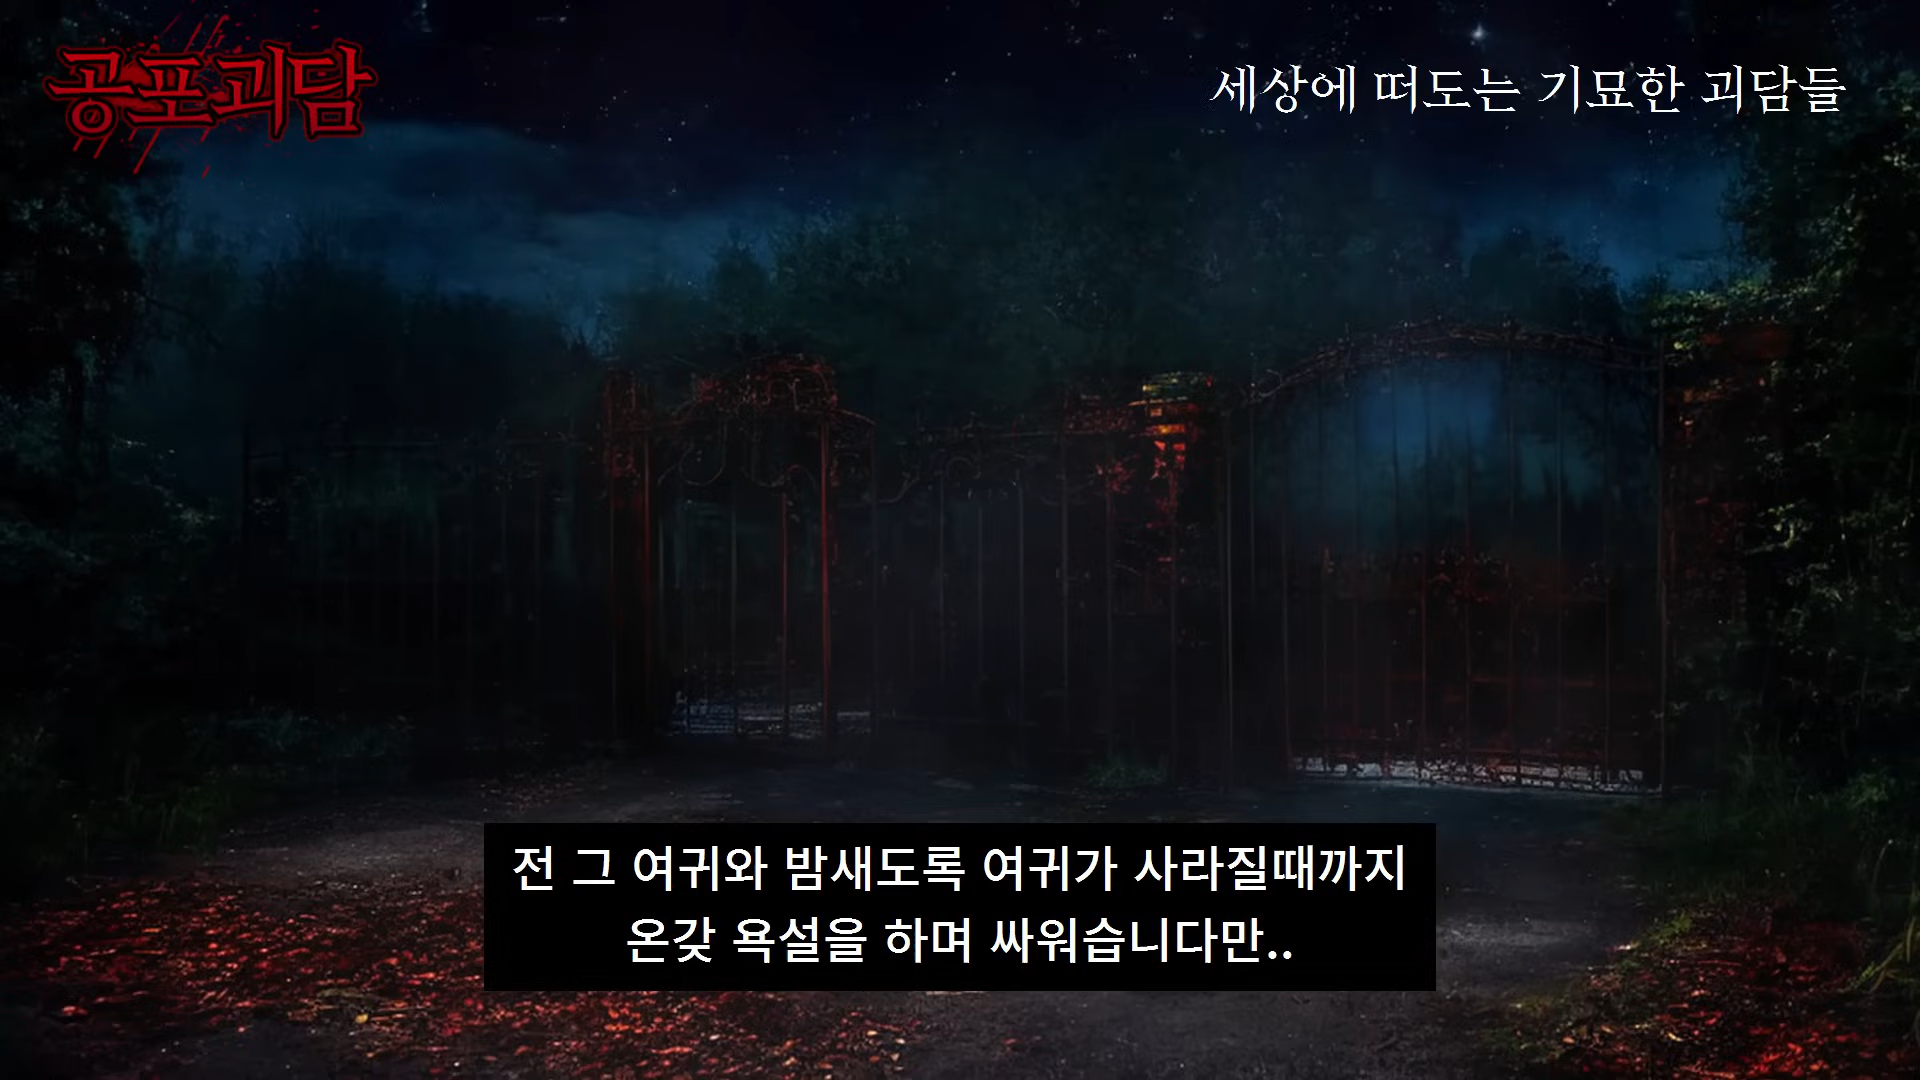 공포괴담
세상에 떠도는 기묘한 괴담들
전 그 여귀와 밤새도록 여귀가 사라질때까지
온갖 욕설을 하며 싸워습니다만..